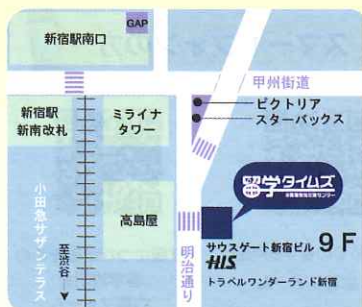 GAP
新宿駅南口
甲州街道
新宿駅
新南改札
ミライナ
タワー
ビクトリア
スターバックス
留学タイムズ
小田急サザンテラス
高島屋
至渋谷
明治通り
サウスゲート新宿ビル 9F
HIS
トラベルワンダーランド新宿